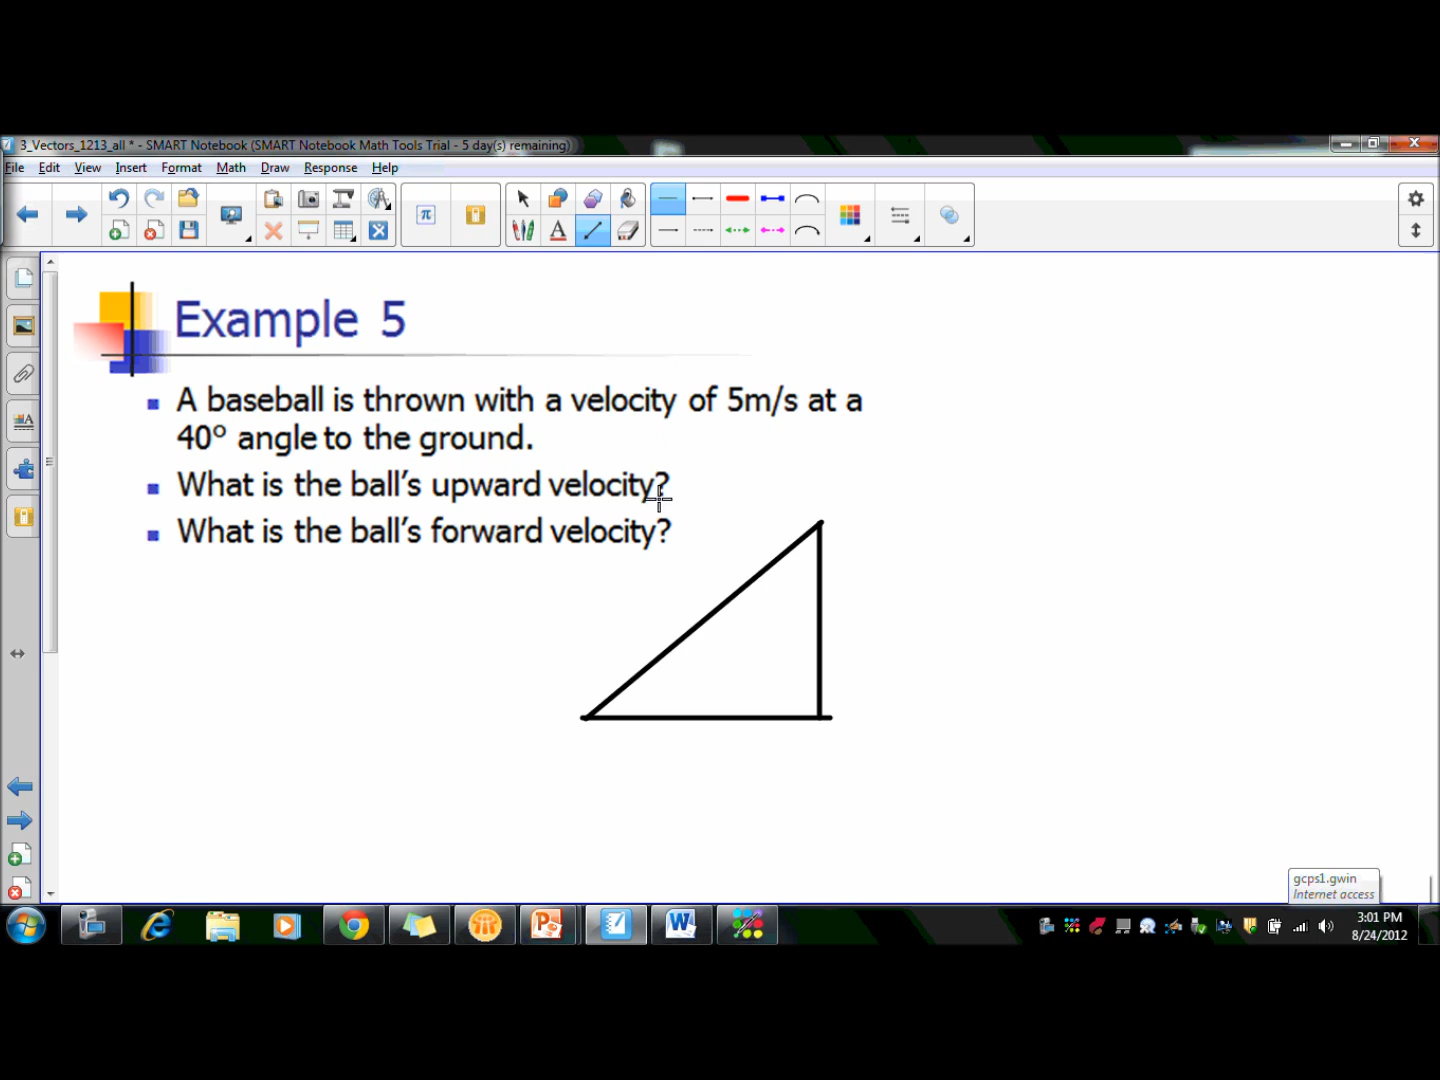 3_Vectors_1213_all * - SMART Notebook (SMART Notebook Math Tools Trial - 5 day(s) remaining)
File Edit View Insert Format Math Draw Response Help
π
A
Example 5
A baseball is thrown with a velocity of 5m/s at a
40º angle to the ground.
What is the ball’s upward velocity?
What is the ball’s forward velocity?
gcps1.gwin
Internet access
3:01 PM
8/24/2012